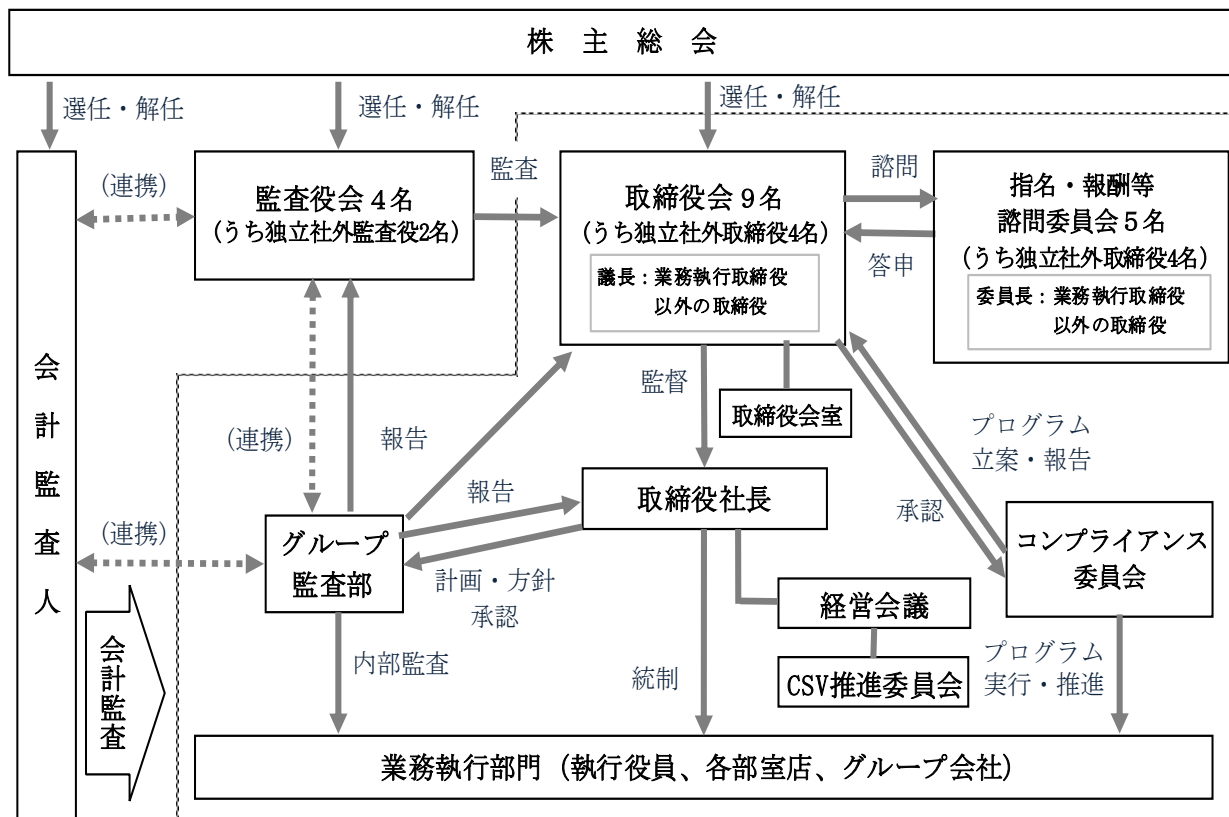 株 主 総 会
選任・解任
選任・解任
選任・解任
会計監査人
(連携)
監査役会4名
(うち独立社外監査役2名)
監査
取締役会9名
(うち独立社外取締役4名)
議長:業務執行取締役
以外の取締役
諮問
答申
指名・報酬等
諮問委員会5名
(うち独立社外取締役4名)
委員長:業務執行取締役
以外の取締役
監督
取締役会室
(連携)
報告
報告
取締役社長
プログラム
立案・報告
承認
(連携)
グループ
監査部
計画・方針
承認
コンプライアンス
委員会
経営会議
CSV推進委員会
会計監査
内部監査
統制
プログラム
実行・推進
業務執行部門(執行役員、各部室店、グループ会社)